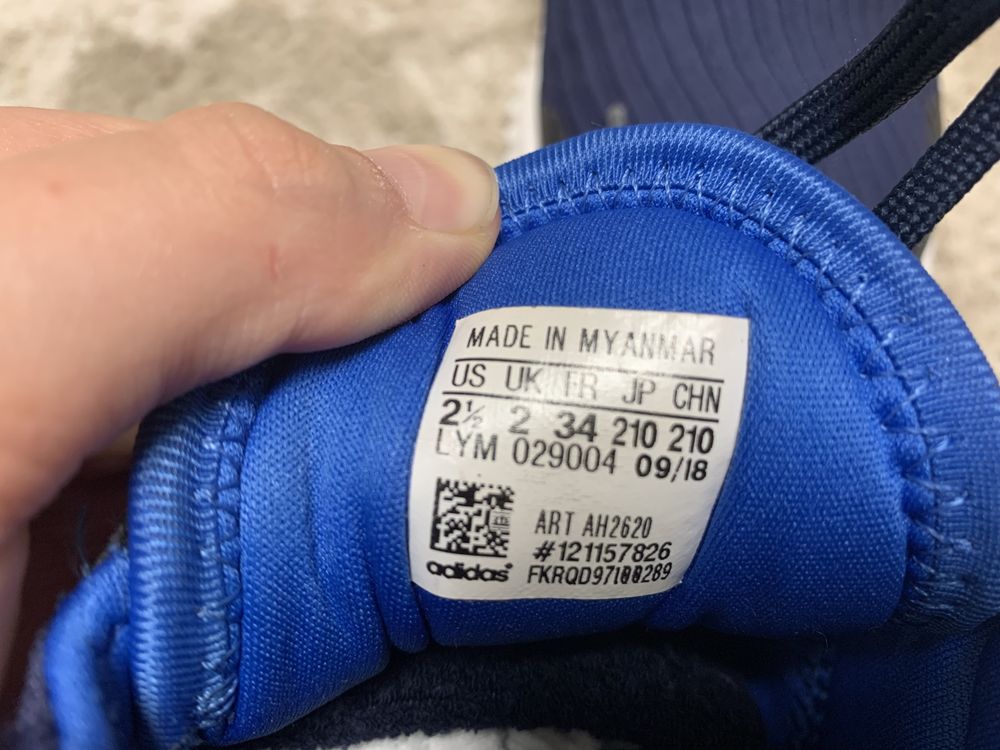 MADE IN MYANMAR
US UK FR JP CHN
2½ 2 34 210 210
LYM 029004 09/18
ART AH2620
#121157826
adidas® FKRQD97100289